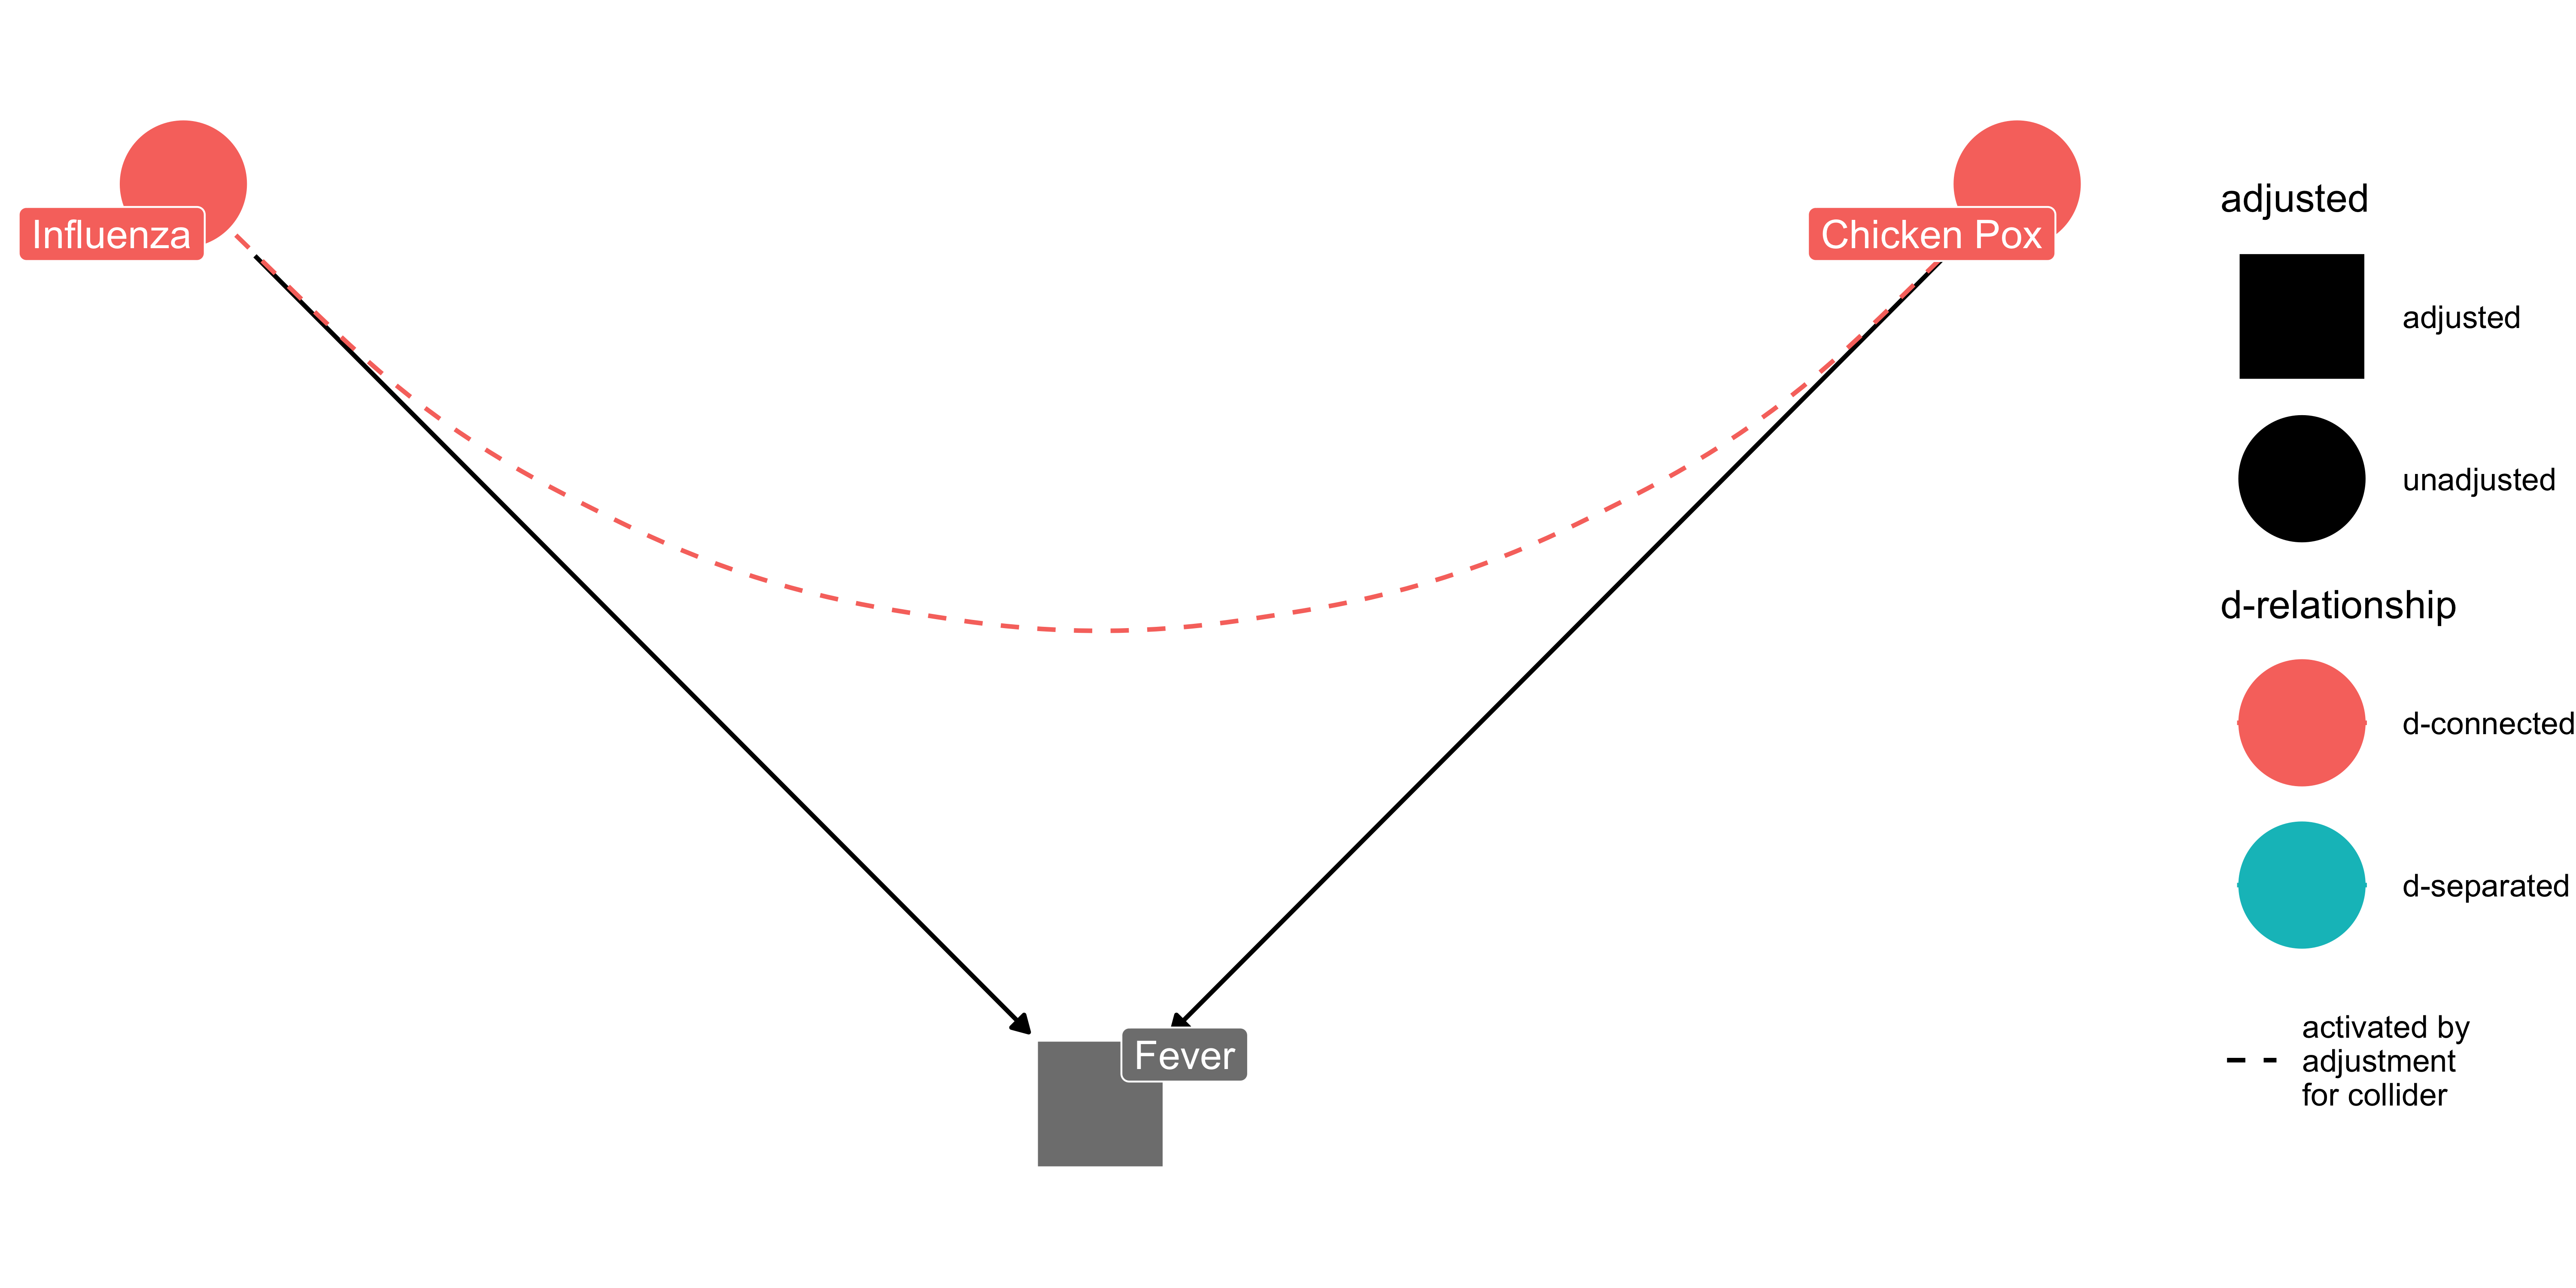 Influenza
Chicken Pox
Fever
adjusted
adjusted
unadjusted
d-relationship
d-connected
d-separated
activated by
adjustment
for collider